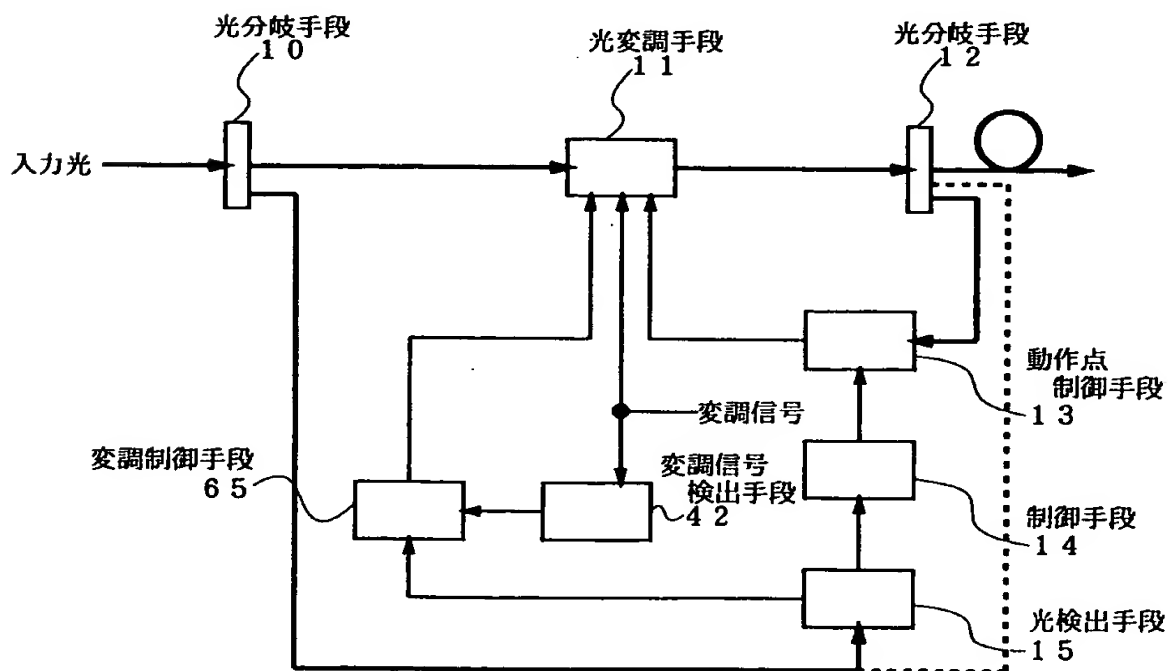 光分岐手段
１０
光変調手段
１１
光分岐手段
１２
入力光
動作点
制御手段
１３
変調信号
変調制御手段
６５
変調信号
検出手段
４２
制御手段
１４
光検出手段
１５